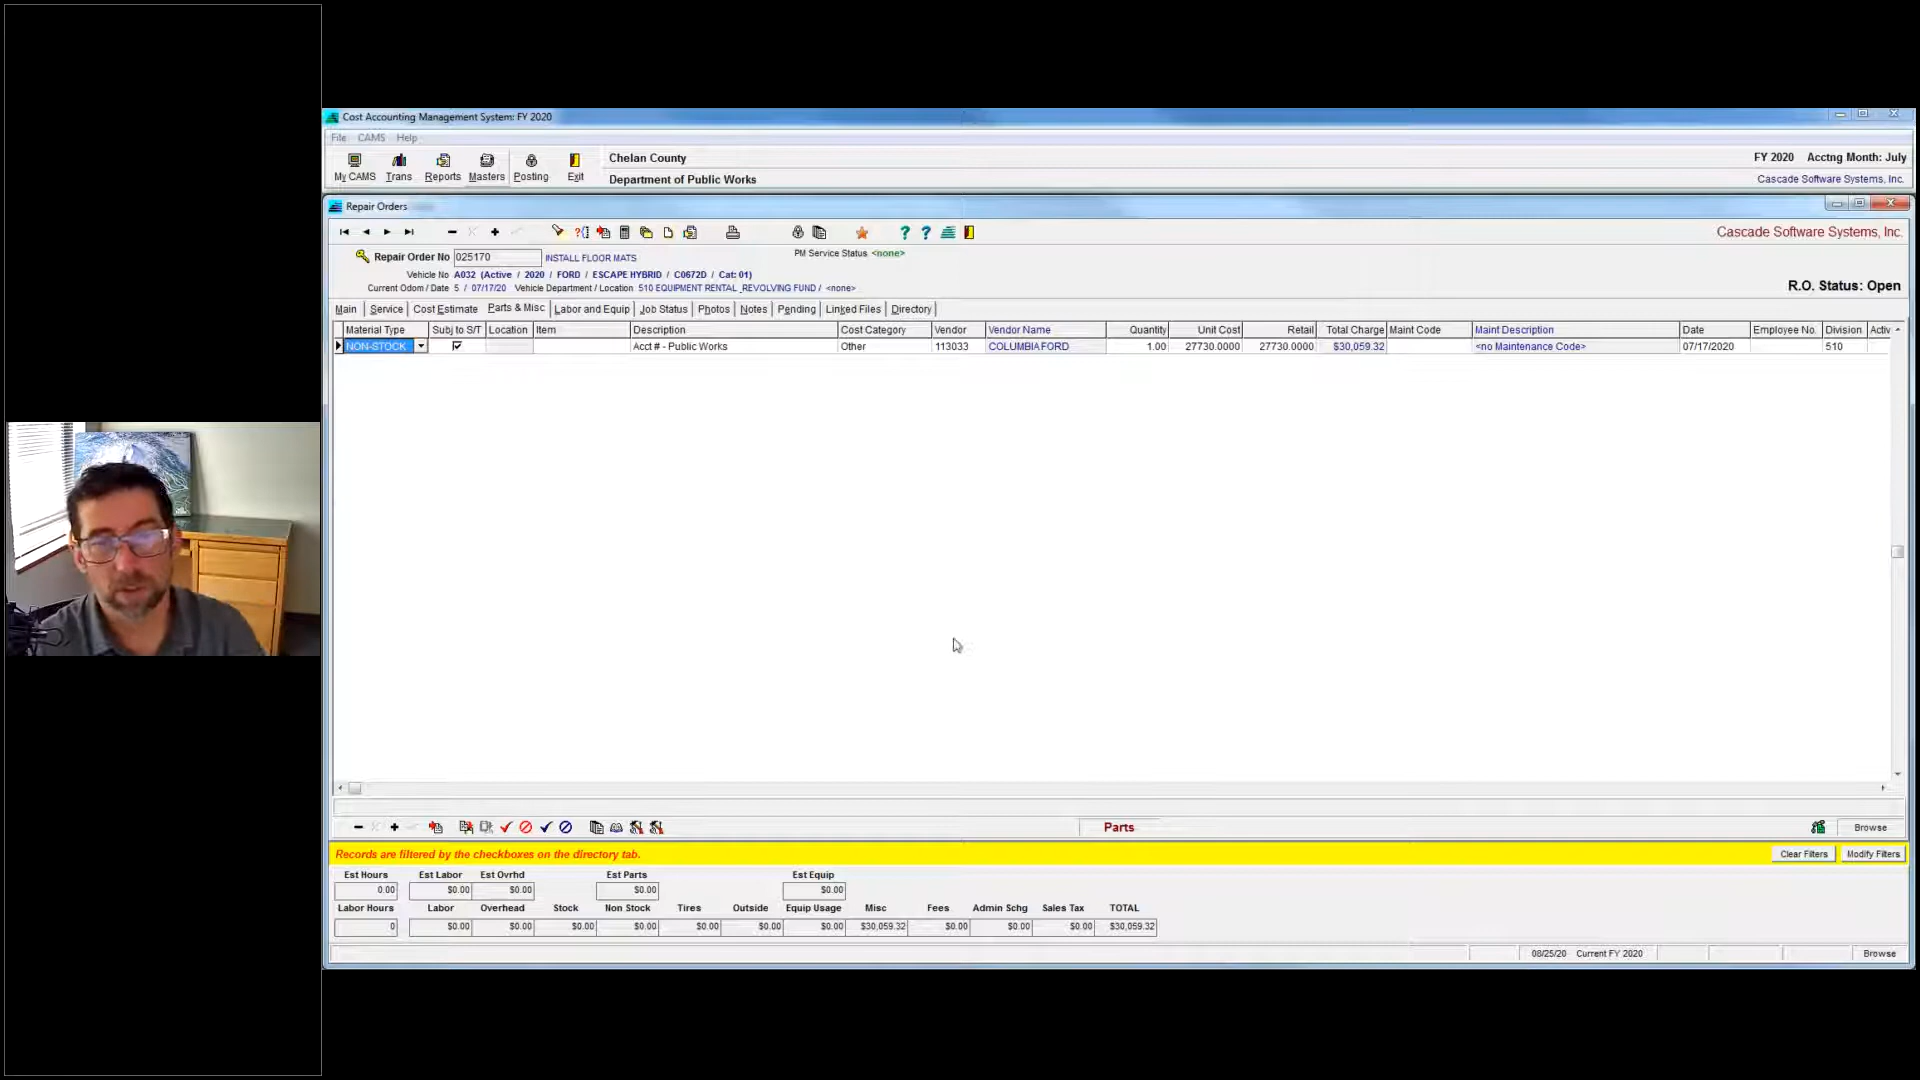 Cost Accounting Management System: FY 2020
File CAMS Help
My CAMS Trans Reports Masters Posting Exit
Chelan County
Department of Public Works
FY 2020 Acctng Month: July
Cascade Software Systems, Inc.
Repair Orders
Cascade Software Systems, Inc.
Repair Order No 025170 INSTALL FLOOR MATS
PM Service Status <none>
Vehicle No A032 (Active / 2020 / FORD / ESCAPE HYBRID / C0672D / Cat: 01)
Current Odom / Date 5 / 07/17/20 Vehicle Department / Location 510 EQUIPMENT RENTAL _REVOLVING FUND / <none>
R.O. Status: Open
Main Service Cost Estimate Parts & Misc Labor and Equip Job Status Photos Notes Pending Linked Files Directory
Material Type Subj to S/T Location Item Description Cost Category Vendor Vendor Name Quantity Unit Cost Retail Total Charge Maint Code Maint Description Date Employee No. Division Activ
NON-STOCK Acct # - Public Works Other 113033 COLUMBIA FORD 1.00 27730.0000 27730.0000 $30,059.32 <no Maintenance Code> 07/17/2020 510
Parts
Browse
Records are filtered by the checkboxes on the directory tab.
Clear Filters Modify Filters
Est Hours Est Labor Est Ovrhd Est Parts Est Equip
0.00 $0.00 $0.00 $0.00 $0.00
Labor Hours Labor Overhead Stock Non Stock Tires Outside Equip Usage Misc Fees Admin Schg Sales Tax TOTAL
0 $0.00 $0.00 $0.00 $0.00 $0.00 $0.00 $0.00 $30,059.32 $0.00 $0.00 $0.00 $30,059.32
08/25/20 Current FY 2020 Browse